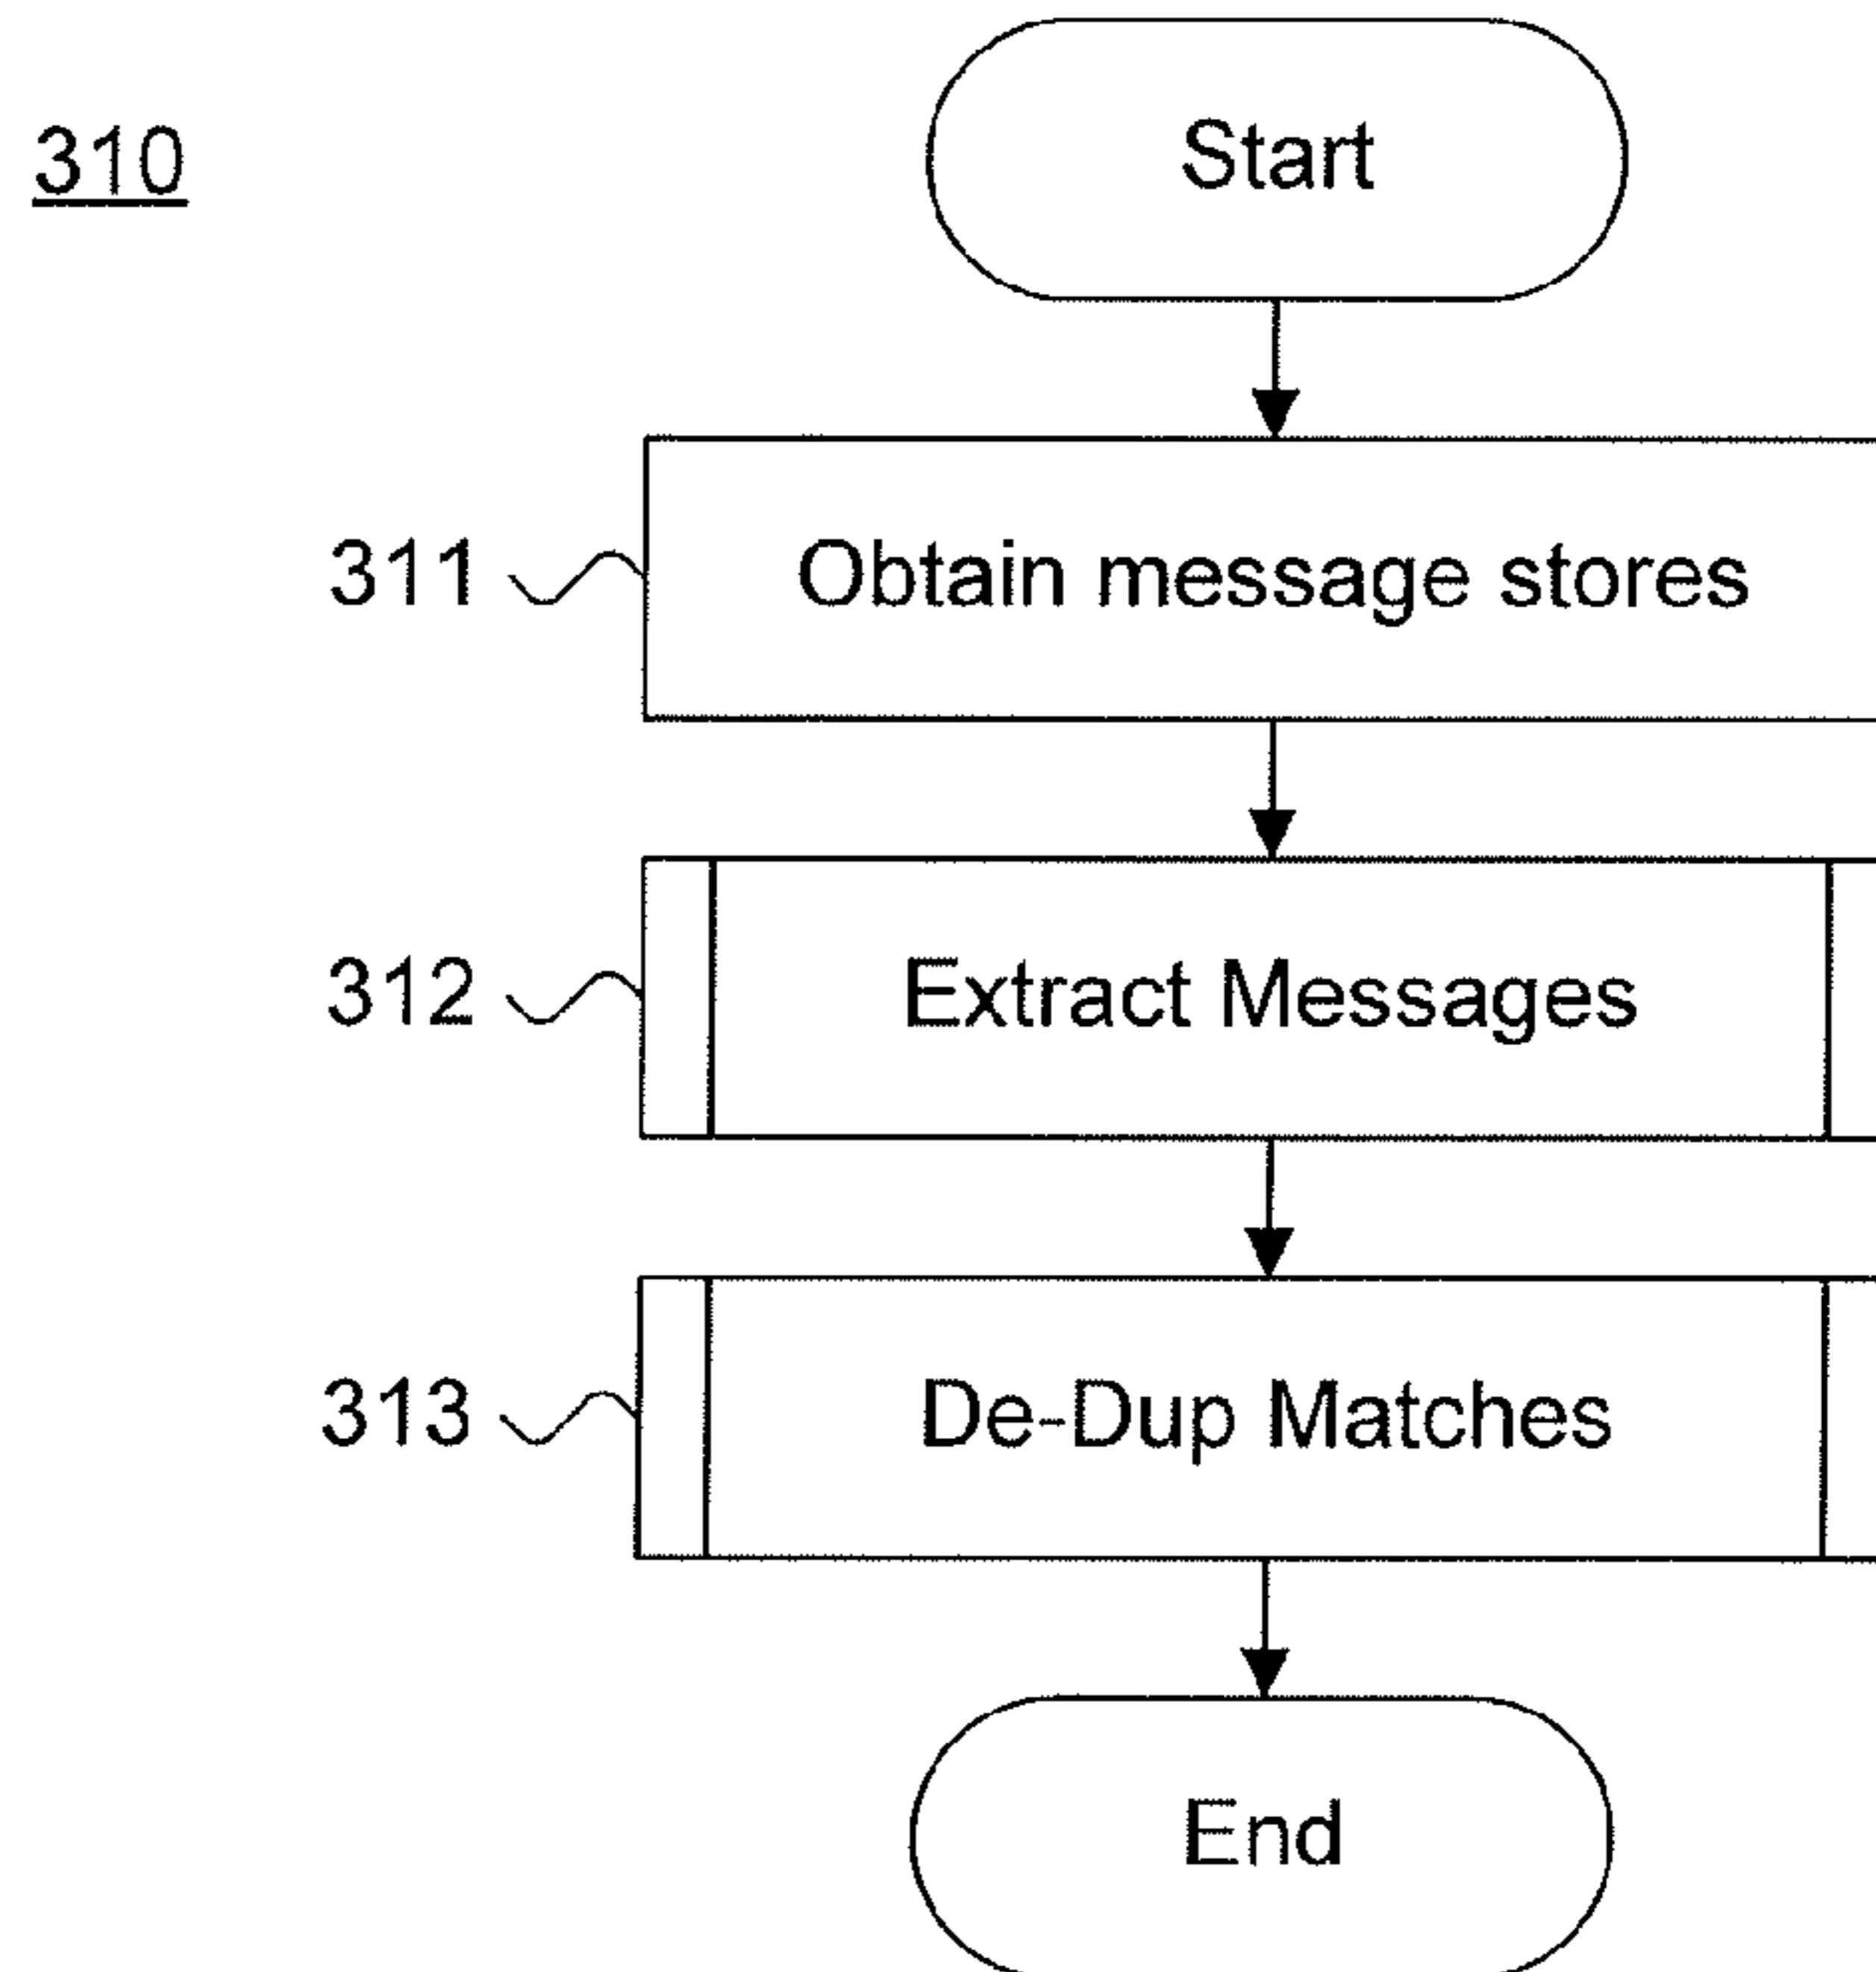 310
Start
311 Obtain message stores
312 Extract Messages
313 De-Dup Matches
End